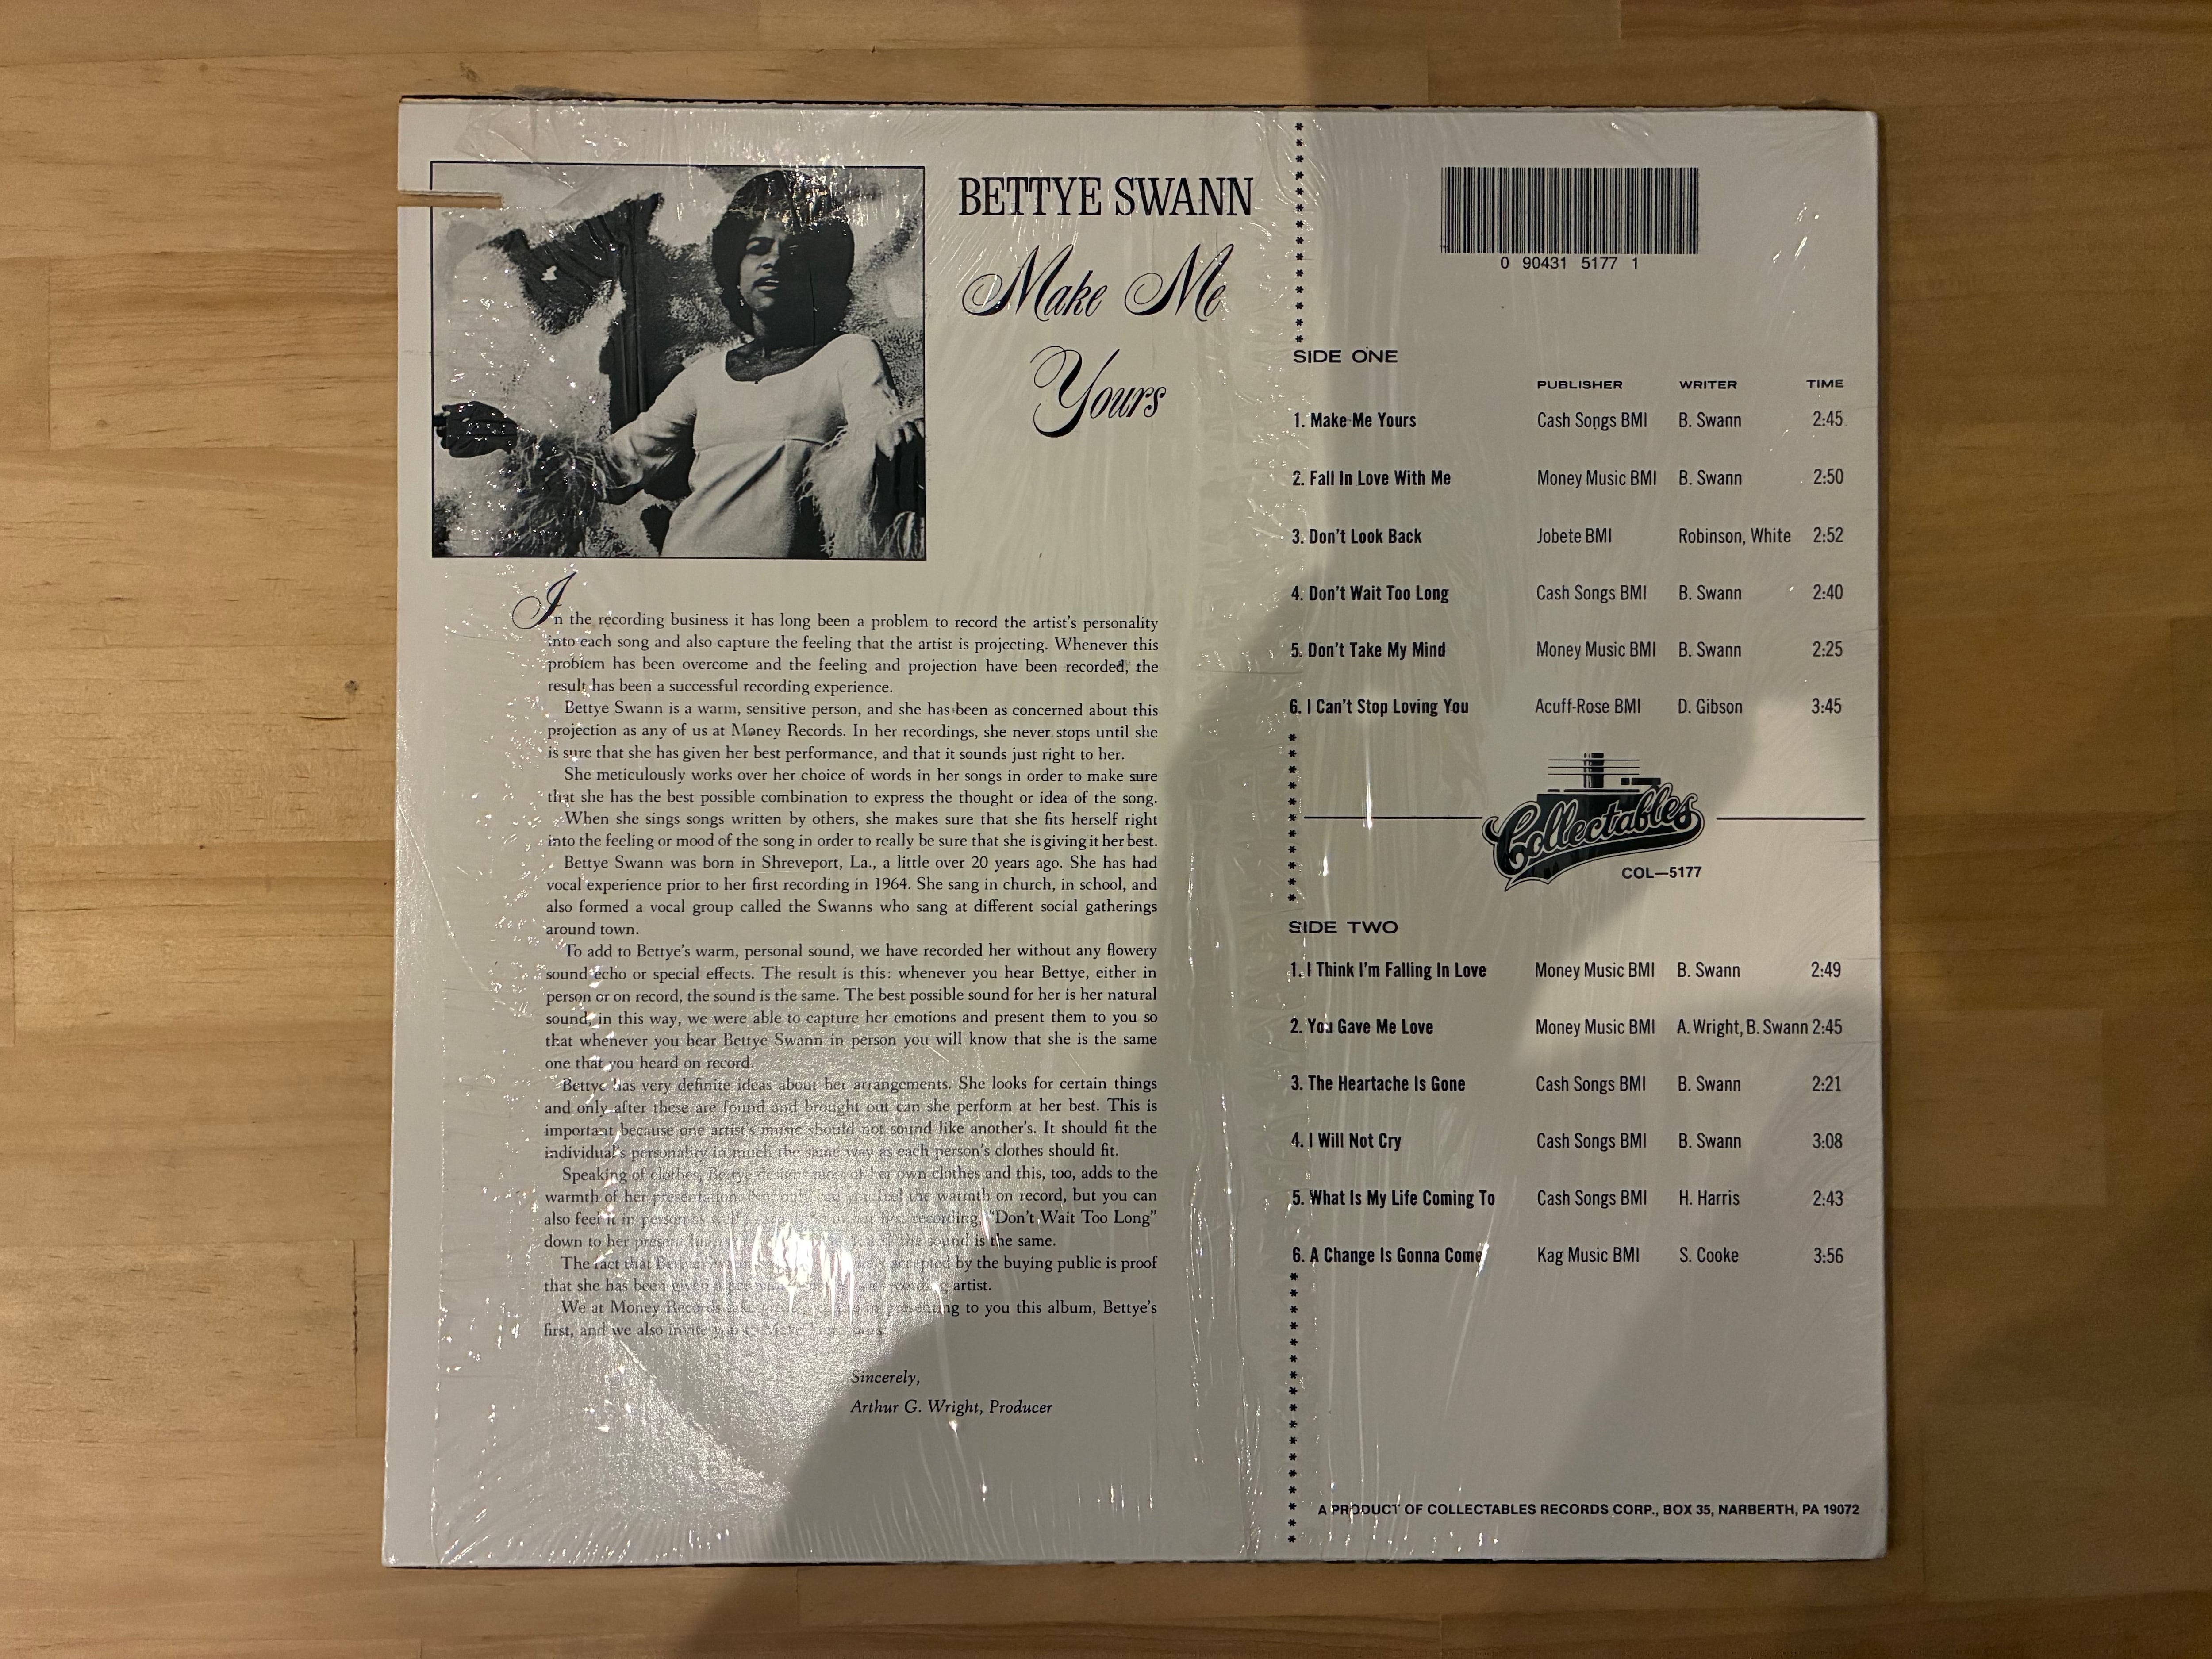 BETTYE SWANN
Make Me
Yours
In the recording business it has long been a problem to record the artist's personality
into each song and also capture the feeling that the artist is projecting. Whenever this
problem has been overcome and the feeling and projection have been recorded, the
result has been a successful recording experience.
Bettye Swann is a warm, sensitive person, and she has been as concerned about this
projection as any of us at Money Records. In her recordings, she never stops until she
is sure that she has given her best performance, and that it sounds just right to her.
She meticulously works over her choice of words in her songs in order to make sure
that she has the best possible combination to express the thought or idea of the song.
When she sings songs written by others, she makes sure that she fits herself right
into the feeling or mood of the song in order to really be sure that she is giving it her best.
Bettye Swann was born in Shreveport, La., a little over 20 years ago. She has had
vocal experience prior to her first recording in 1964. She sang in church, in school, and
also formed a vocal group called the Swanns who sang at different social gatherings
around town.
To add to Bettye's warm, personal sound, we have recorded her without any flowery
sound echo or special effects. The result is this: whenever you hear Bettye, either in
person or on record, the sound is the same. The best possible sound for her is her natural
sound, in this way, we were able to capture her emotions and present them to you so
that whenever you hear Bettye Swann in person you will know that she is the same
one that you heard on record.
Bettye has very definite ideas about her arrangements. She looks for certain things
and only after these are found and brought out can she perform at her best. This is
important because one artist's music should not sound like another's. It should fit the
individual's personality in much the same way as each person's clothes should fit.
Speaking of clothes, Bettye designs most of her own clothes and this, too, adds to the
warmth of her presentation. Not only can you feel the warmth on record, but you can
also feel it in person as well recording, "Don't Wait Too Long"
down to her present the sound is the same.
The fact that accepted by the buying public is proof
that she has been given a recording artist.
We at Money Records in presenting to you this album, Bettye's
first, and we also invite you to
Sincerely,
Arthur G. Wright, Producer
0 90431 5177 1
SIDE ONE
PUBLISHER WRITER TIME
1. Make Me Yours Cash Songs BMI B. Swann 2:45
2. Fall In Love With Me Money Music BMI B. Swann 2:50
3. Don't Look Back Jobete BMI Robinson, White 2:52
4. Don't Wait Too Long Cash Songs BMI B. Swann 2:40
5. Don't Take My Mind Money Music BMI B. Swann 2:25
6. I Can't Stop Loving You Acuff-Rose BMI D. Gibson 3:45
Collectables
COL—5177
SIDE TWO
1. I Think I'm Falling In Love Money Music BMI B. Swann 2:49
2. You Gave Me Love Money Music BMI A. Wright, B. Swann 2:45
3. The Heartache Is Gone Cash Songs BMI B. Swann 2:21
4. I Will Not Cry Cash Songs BMI B. Swann 3:08
5. What Is My Life Coming To Cash Songs BMI H. Harris 2:43
6. A Change Is Gonna Come Kag Music BMI S. Cooke 3:56
A PRODUCT OF COLLECTABLES RECORDS CORP., BOX 35, NARBERTH, PA 19072